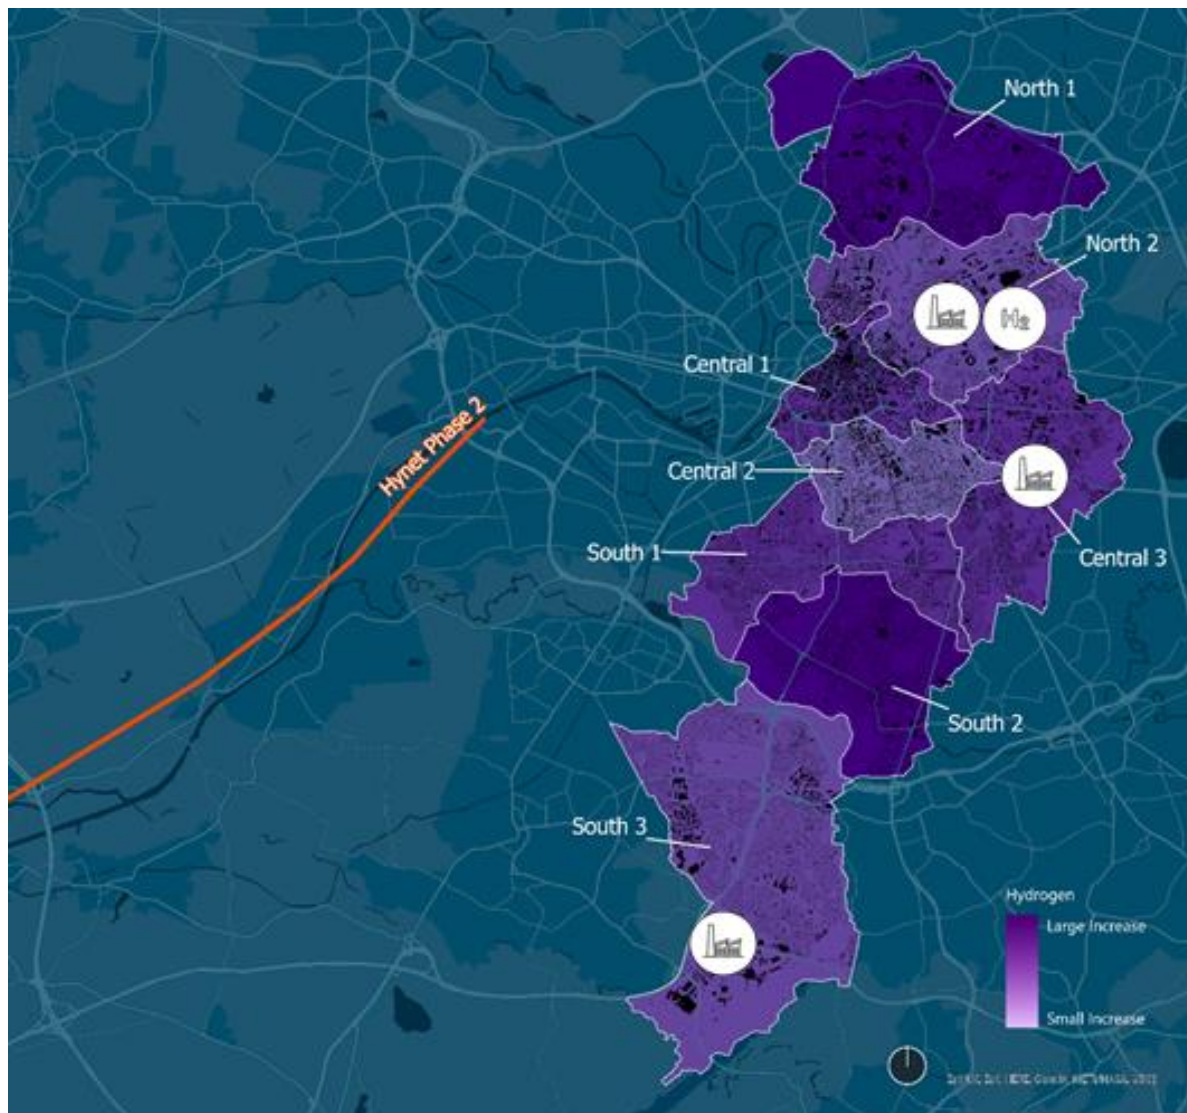 North 1
North 2
H₂
Central 1
Hynet Phase 2
Central 2
South 1
Central 3
South 2
South 3
Hydrogen
Large Increase
Small Increase